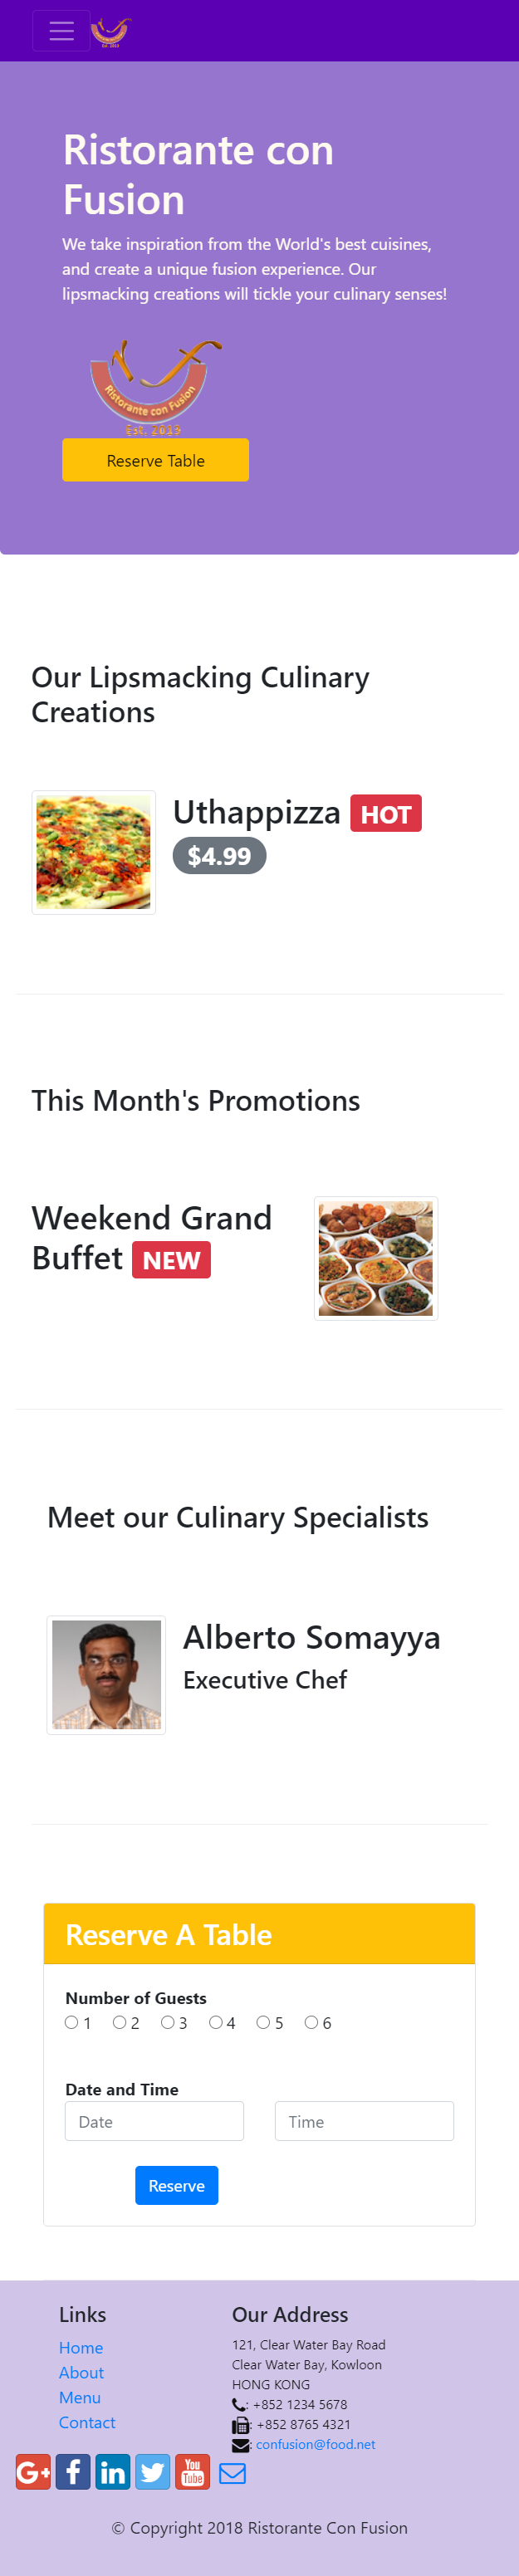 Est. 2013
Ristorante con
Fusion
We take inspiration from the World's best cuisines,
and create a unique fusion experience. Our
lipsmacking creations will tickle your culinary senses!
Ristorante con Fusion
Est. 2013
Reserve Table
Our Lipsmacking Culinary
Creations
Uthappizza HOT
$4.99
This Month's Promotions
Weekend Grand
Buffet NEW
Meet our Culinary Specialists
Alberto Somayya
Executive Chef
Reserve A Table
Number of Guests
1 2 3 4 5 6
Date and Time
Date Time
Reserve
Links
Home
About
Menu
Contact
Our Address
121, Clear Water Bay Road
Clear Water Bay, Kowloon
HONG KONG
: +852 1234 5678
: +852 8765 4321
: confusion@food.net
G+ f in You Tube
© Copyright 2018 Ristorante Con Fusion